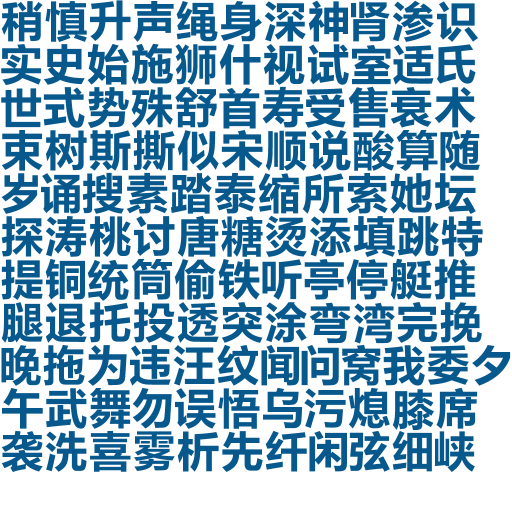 稍慎升声绳身深神肾渗识
实史始施狮什视试室适氏
世式势殊舒首寿受售衰术
束树斯撕似宋顺说酸算随
岁诵搜素踏泰缩所索她坛
探涛桃讨唐糖烫添填跳特
提铜统筒偷铁听亭停艇推
腿退托投透突涂弯湾完挽
晚拖为违汪纹闻问窝我委夕
午武舞勿误悟乌污熄膝席
袭洗喜雾析先纤闲弦细峡